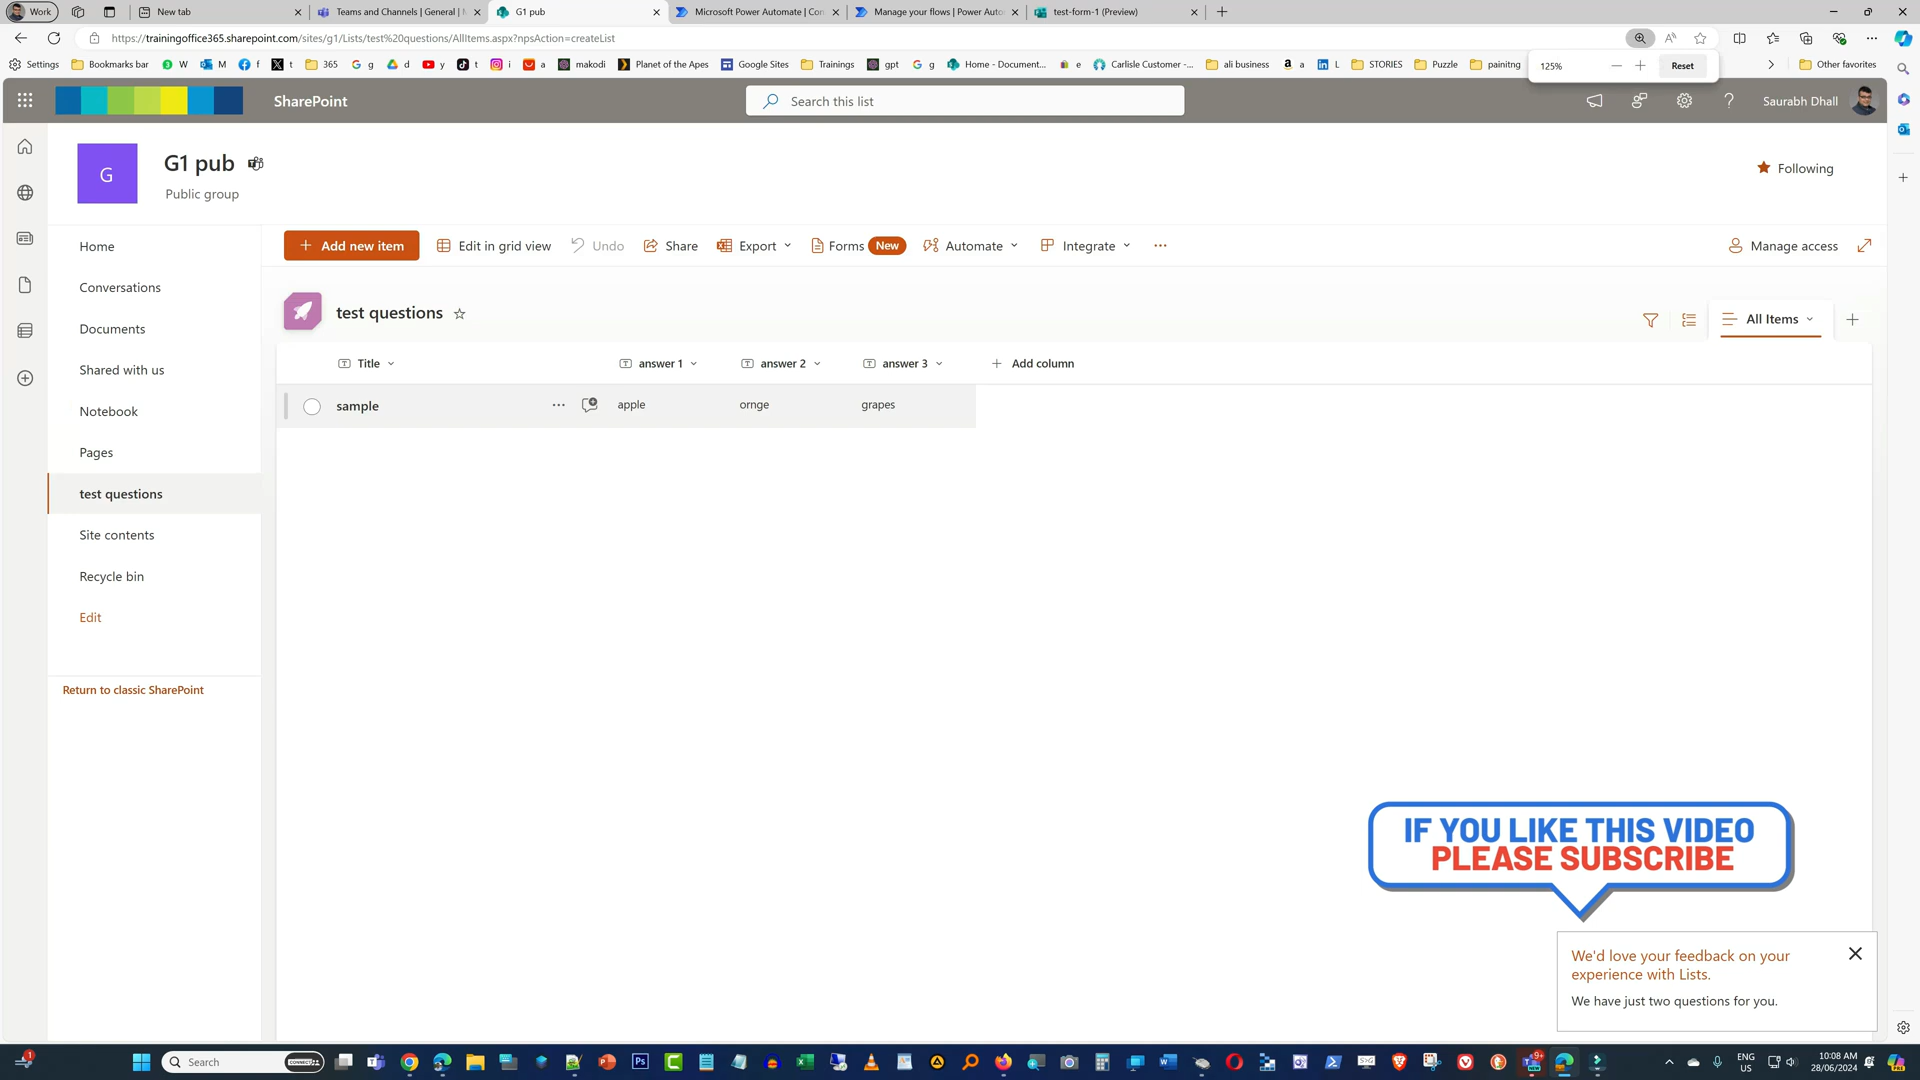 Work
New tab
Teams and Channels | General | M
G1 pub
Microsoft Power Automate | Con
Manage your flows | Power Auto
test-form-1 (Preview)
https://trainingoffice365.sharepoint.com/sites/g1/Lists/test%20questions/AllItems.aspx?npsAction=createList
Settings
Bookmarks bar
W
M
f
t
365
g
d
y
t
i
a
makodi
Planet of the Apes
Google Sites
Trainings
gpt
g
Home - Document...
e
Carlisle Customer -...
ali business
a
L
STORIES
Puzzle
painitng
Other favorites
125%
Reset
SharePoint
Search this list
Saurabh Dhall
G
G1 pub
Public group
Following
Home
Conversations
Documents
Shared with us
Notebook
Pages
test questions
Site contents
Recycle bin
Edit
Return to classic SharePoint
Add new item
Edit in grid view
Undo
Share
Export
Forms
New
Automate
Integrate
Manage access
test questions
All Items
Title
answer 1
answer 2
answer 3
Add column
sample
apple
ornge
grapes
IF YOU LIKE THIS VIDEO
PLEASE SUBSCRIBE
We'd love your feedback on your
experience with Lists.
We have just two questions for you.
1
Search
9+
ENG
US
10:08 AM
28/06/2024